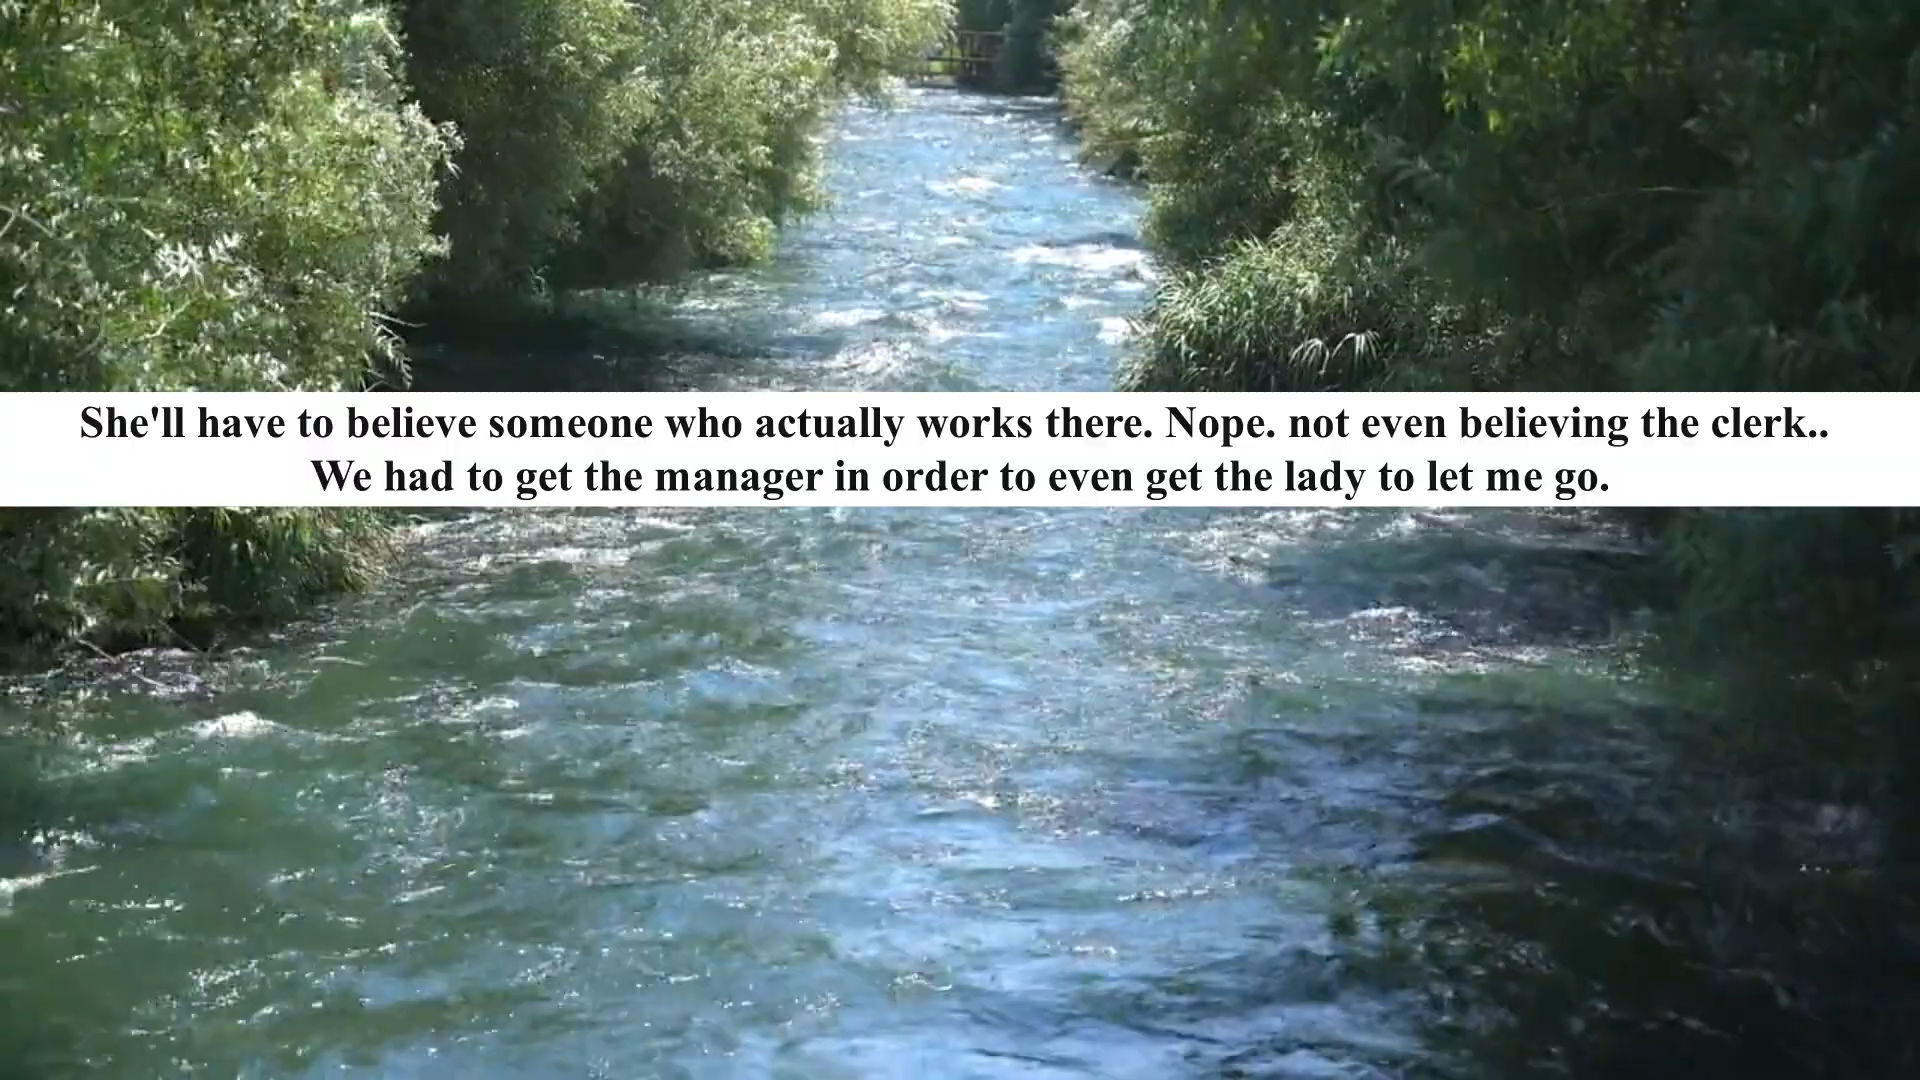 She'll have to believe someone who actually works there. Nope. not even believing the clerk..
We had to get the manager in order to even get the lady to let me go.